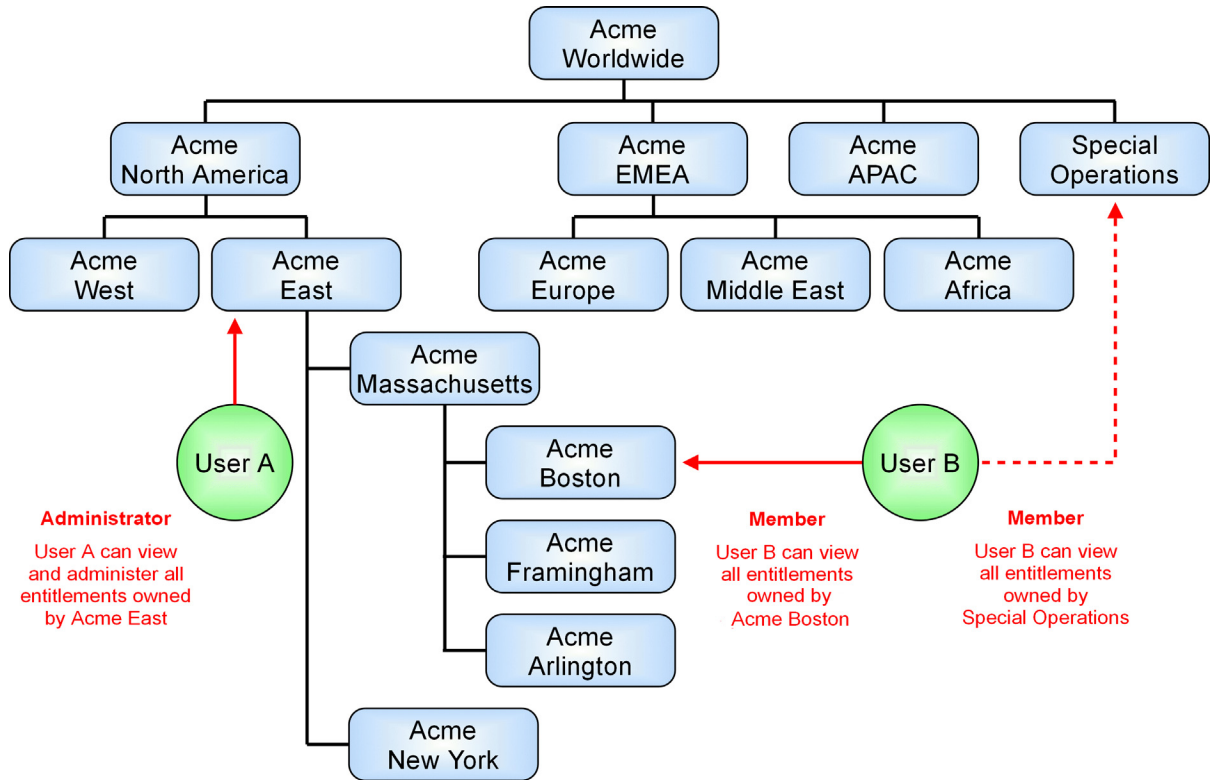 Acme
Worldwide
Acme
North America
Acme
EMEA
Acme
APAC
Special
Operations
Acme
West
Acme
East
Acme
Europe
Acme
Middle East
Acme
Africa
Acme
Massachusetts
User A
Acme
Boston
User B
Administrator
User A can view
and administer all
entitlements owned
by Acme East
Member
User B can view
all entitlements
owned by
Acme Boston
Member
User B can view
all entitlements
owned by
Special Operations
Acme
Framingham
Acme
Arlington
Acme
New York